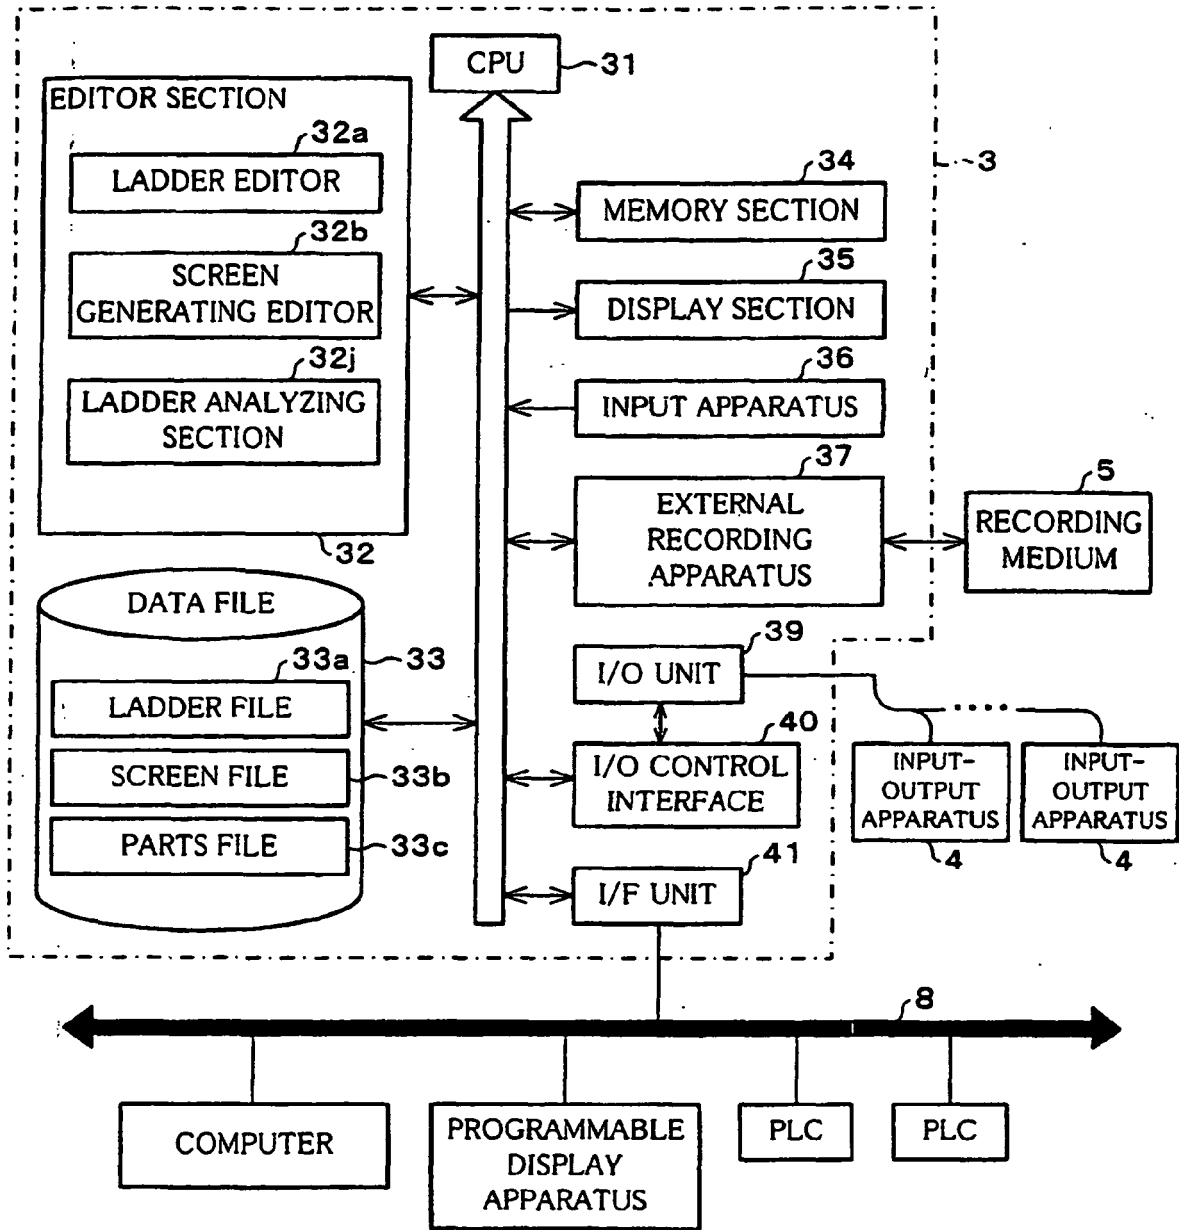 CPU
31
EDITOR SECTION
32a
LADDER EDITOR
32b
SCREEN
GENERATING EDITOR
32j
LADDER ANALYZING
SECTION
32
3
34
MEMORY SECTION
35
DISPLAY SECTION
36
INPUT APPARATUS
37
EXTERNAL
RECORDING
APPARATUS
5
RECORDING
MEDIUM
DATA FILE
33
33a
LADDER FILE
SCREEN FILE
33b
PARTS FILE
33c
39
I/O UNIT
40
I/O CONTROL
INTERFACE
41
I/F UNIT
INPUT-
OUTPUT
APPARATUS
4
INPUT-
OUTPUT
APPARATUS
4
8
COMPUTER
PROGRAMMABLE
DISPLAY
APPARATUS
PLC
PLC